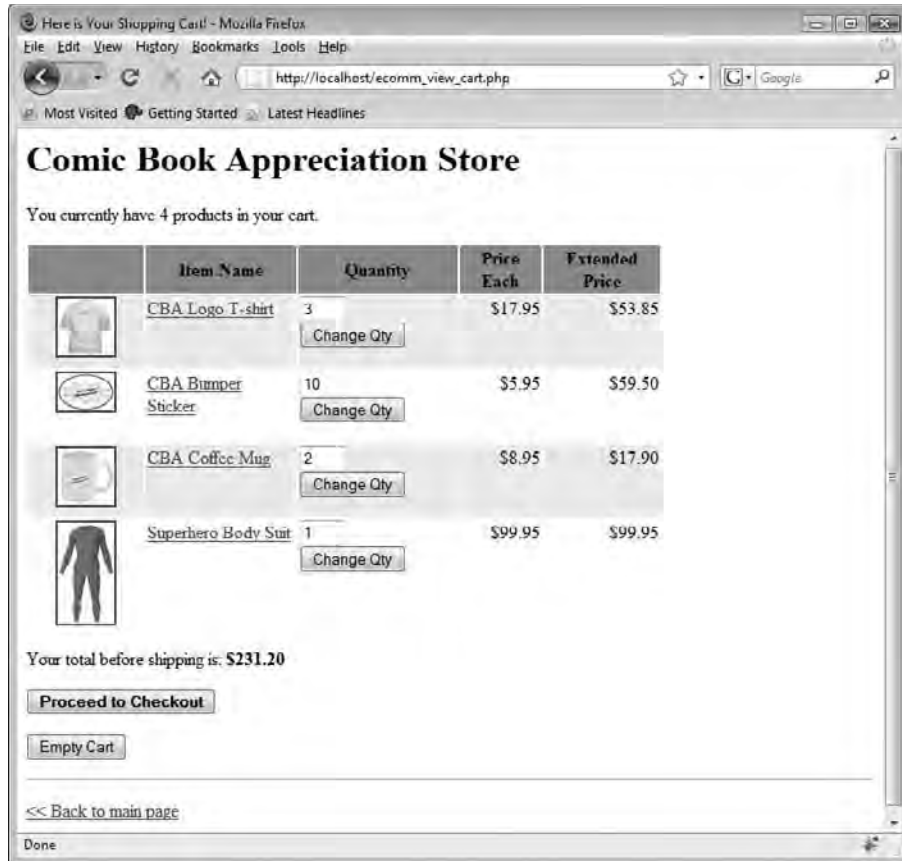 Here is Your Shopping Cart! - Mozilla Firefox
File Edit View History Bookmarks Tools Help
http://localhost/ecomm_view_cart.php
G Google
Most Visited Getting Started Latest Headlines
Comic Book Appreciation Store
You currently have 4 products in your cart.
Item Name Quantity Price Each Extended Price
CBA Logo T-shirt 3 $17.95 $53.85
Change Qty
CBA Bumper Sticker 10 $5.95 $59.50
Change Qty
CBA Coffee Mug 2 $8.95 $17.90
Change Qty
Superhero Body Suit 1 $99.95 $99.95
Change Qty
Your total before shipping is: $231.20
Proceed to Checkout
Empty Cart
<< Back to main page
Done